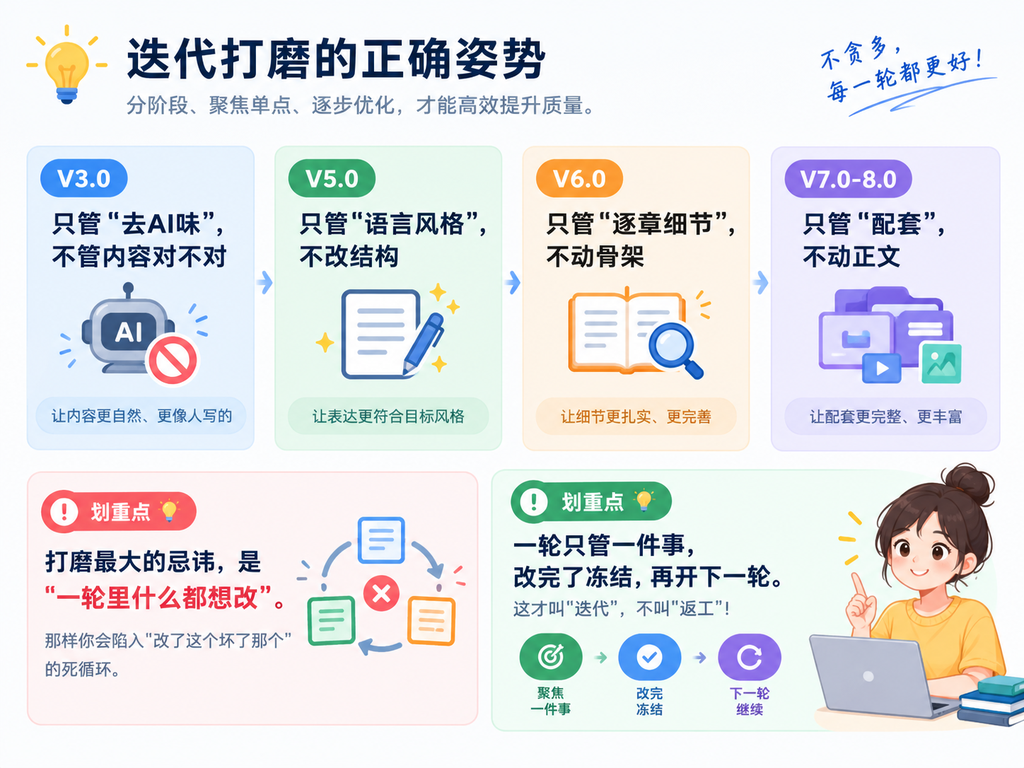 迭代打磨的正确姿势
分阶段、聚焦单点、逐步优化，才能高效提升质量。
不贪多，
每一轮都更好！
V3.0
只管“去AI味”，
不管内容对不对
AI
让内容更自然、更像人写的
V5.0
只管“语言风格”，
不改结构
让表达更符合目标风格
V6.0
只管“逐章细节”，
不动骨架
让细节更扎实、更完善
V7.0-8.0
只管“配套”，
不动正文
让配套更完整、更丰富
划重点
打磨最大的忌讳，是
“一轮里什么都想改”。
那样你会陷入"改了这个坏了那个"
的死循环。
划重点
一轮只管一件事，
改完了冻结，再开下一轮。
这才叫"迭代"，不叫"返工"！
聚焦
一件事
改完
冻结
下一轮
继续